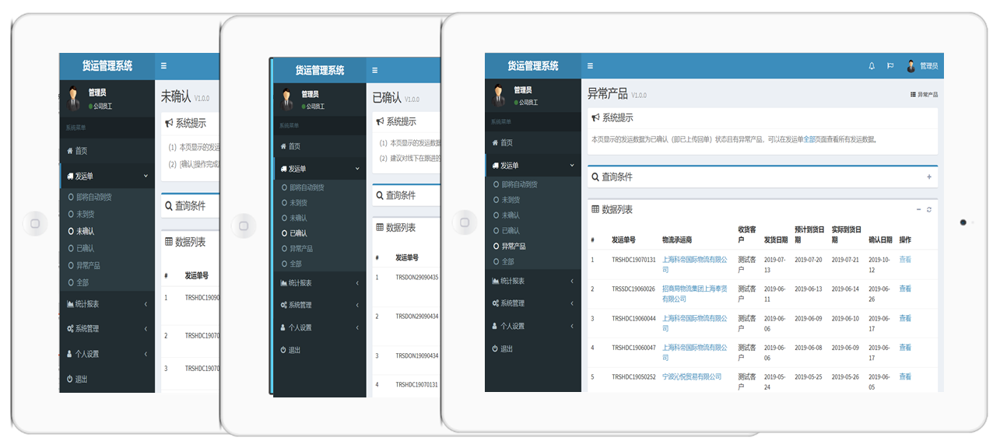 货运管理系统
管理员
公司员工
系统菜单
首页
发运单
即将自动到货
未到货
未确认
已确认
异常产品
全部
统计报表
系统管理
个人设置
退出
未确认 V1.0.0
系统提示
(1) 本页显示的发运
(2) [确认]操作完成
查询条件
数据列表
# 发运单号
1 TRSHDC19090
2 TRSHDC19070
3 TRSHDC19070
货运管理系统
管理员
公司员工
系统菜单
首页
发运单
即将自动到货
未到货
未确认
已确认
异常产品
全部
统计报表
系统管理
个人设置
退出
已确认 V1.0.0
系统提示
(1) 本页显示的发运数据
(2) 建议对线下在跟进的
查询条件
数据列表
# 发运单号
1 TRSDON29090435
2 TRSDON29090434
3 TRSDON19090434
4 TRSHDC19070131
货运管理系统
管理员
管理员
公司员工
系统菜单
首页
发运单
即将自动到货
未到货
未确认
已确认
异常产品
全部
统计报表
系统管理
个人设置
退出
异常产品 V1.0.0
异常产品
系统提示
本页显示的发运数据为已确认（即已上传回单）状态且有异常产品，可以在发运单全部页面查看所有发运数据。
查询条件
数据列表
# 发运单号 物流承运商 收货客户 发货日期 预计到货日期 实际到货日期 确认日期 操作
1 TRSHDC19070131 上海科帝国际物流有限公司 测试客户 2019-07-13 2019-07-20 2019-07-21 2019-10-12 查看
2 TRSSDC19060026 招商局物流集团上海奉贤有限公司 测试客户 2019-06-11 2019-06-13 2019-06-14 2019-06-26 查看
3 TRSHDC19060044 上海科帝国际物流有限公司 测试客户 2019-06-06 2019-06-09 2019-06-10 2019-06-17 查看
4 TRSHDC19060047 上海科帝国际物流有限公司 测试客户 2019-06-06 2019-06-08 2019-06-09 2019-06-17 查看
5 TRSHDC19050252 宁波沁悦贸易有限公司 测试客户 2019-05-24 2019-05-25 2019-05-26 2019-06-05 查看